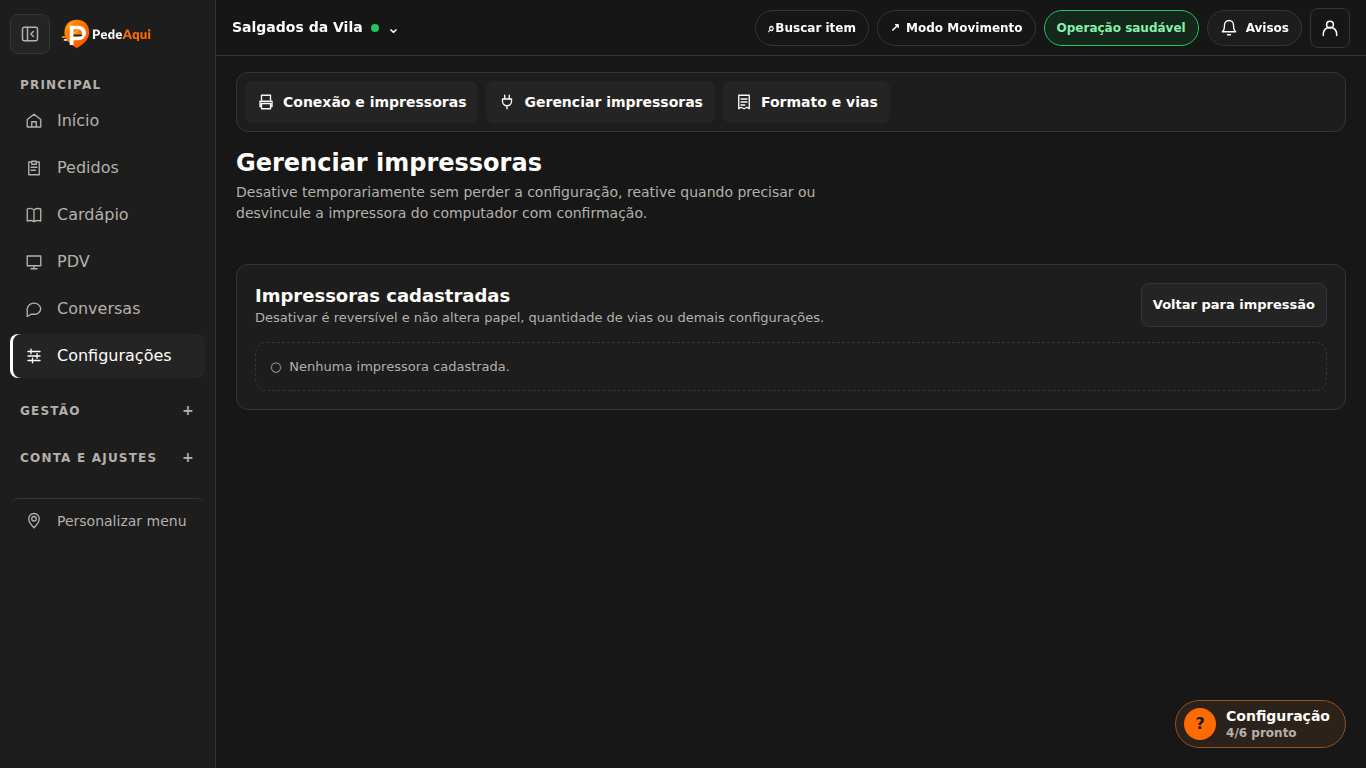 PedeAqui
PRINCIPAL
Início
Pedidos
Cardápio
PDV
Conversas
Configurações
GESTÃO +
CONTA E AJUSTES +
Personalizar menu
Salgados da Vila
Buscar item
Modo Movimento
Operação saudável
Avisos
Conexão e impressoras
Gerenciar impressoras
Formato e vias
Gerenciar impressoras
Desative temporariamente sem perder a configuração, reative quando precisar ou
desvincule a impressora do computador com confirmação.
Impressoras cadastradas
Desativar é reversível e não altera papel, quantidade de vias ou demais configurações.
Voltar para impressão
Nenhuma impressora cadastrada.
?
Configuração
4/6 pronto